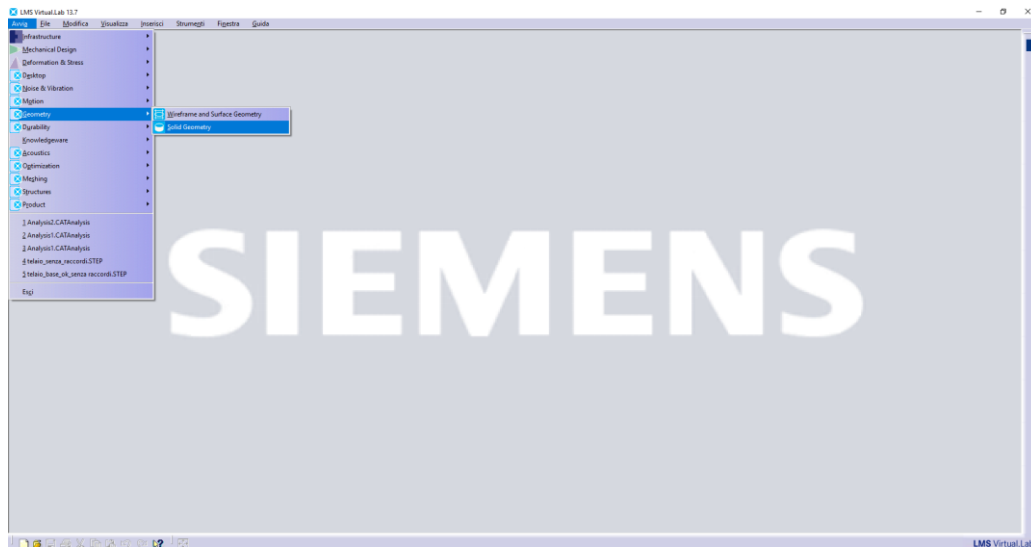 LMS Virtual.Lab 13.7
Avvio File Modifica Visualizza Inserisci Strumenti Finestra Guida
Infrastructure
Mechanical Design
Deformation & Stress
Desktop
Noise & Vibration
Motion
Geometry
Wireframe and Surface Geometry
Durability
Solid Geometry
Knowledgeware
Acoustics
Optimization
Meshing
Structures
Product
1 Analysis2.CATAnalysis
2 Analysis1.CATAnalysis
3 Analysis1.CATAnalysis
4 telaio_senza_raccordi.STEP
5 telaio_base_ok_senza raccordi.STEP
Esci
SIEMENS
LMS Virtual.Lab